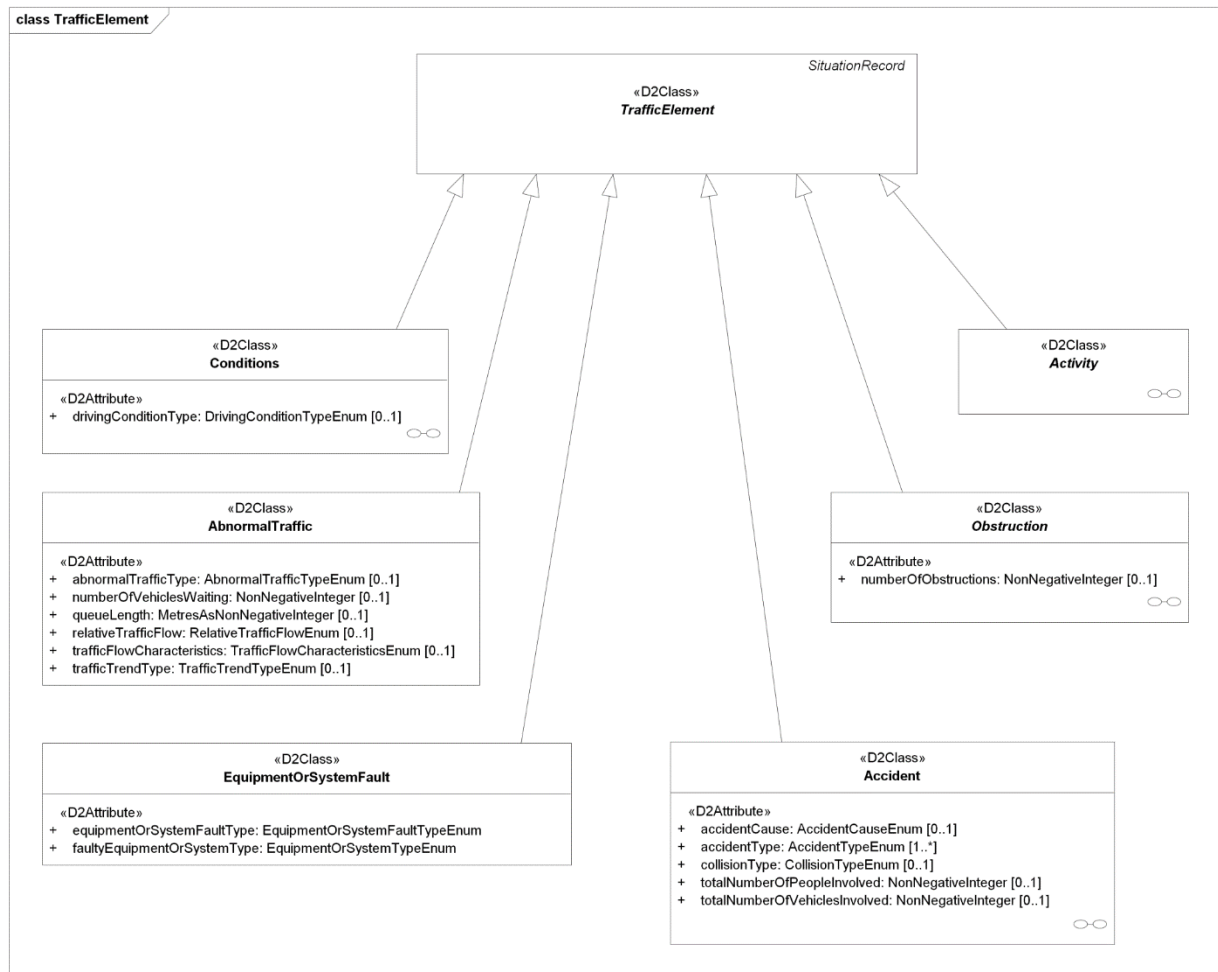 class TrafficElement
SituationRecord
«D2Class»
TrafficElement
«D2Class»
Conditions
«D2Attribute»
+ drivingConditionType: DrivingConditionTypeEnum [0..1]
«D2Class»
Activity
«D2Class»
AbnormalTraffic
«D2Attribute»
+ abnormalTrafficType: AbnormalTrafficTypeEnum [0..1]
+ numberOfVehiclesWaiting: NonNegativeInteger [0..1]
+ queueLength: MetresAsNonNegativeInteger [0..1]
+ relativeTrafficFlow: RelativeTrafficFlowEnum [0..1]
+ trafficFlowCharacteristics: TrafficFlowCharacteristicsEnum [0..1]
+ trafficTrendType: TrafficTrendTypeEnum [0..1]
«D2Class»
Obstruction
«D2Attribute»
+ numberOfObstructions: NonNegativeInteger [0..1]
«D2Class»
EquipmentOrSystemFault
«D2Attribute»
+ equipmentOrSystemFaultType: EquipmentOrSystemFaultTypeEnum
+ faultyEquipmentOrSystemType: EquipmentOrSystemTypeEnum
«D2Class»
Accident
«D2Attribute»
+ accidentCause: AccidentCauseEnum [0..1]
+ accidentType: AccidentTypeEnum [1..*]
+ collisionType: CollisionTypeEnum [0..1]
+ totalNumberOfPeopleInvolved: NonNegativeInteger [0..1]
+ totalNumberOfVehiclesInvolved: NonNegativeInteger [0..1]